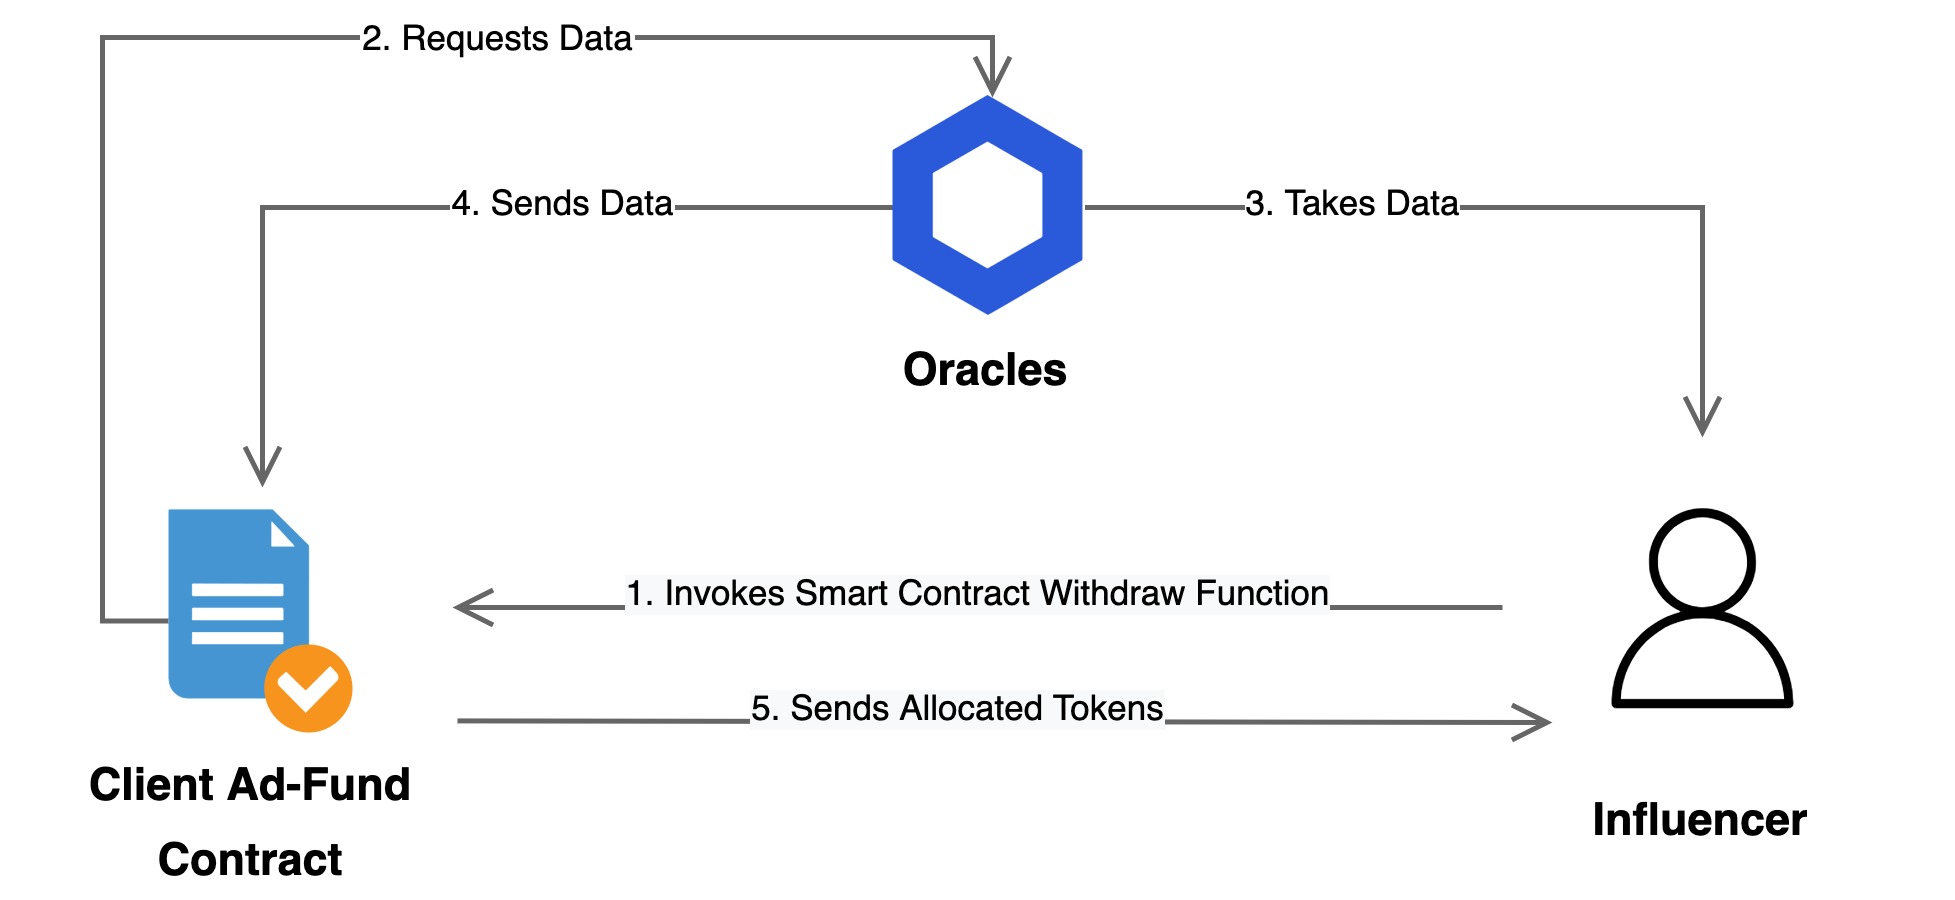 2. Requests Data
4. Sends Data
3. Takes Data
Oracles
1. Invokes Smart Contract Withdraw Function
5. Sends Allocated Tokens
Client Ad-Fund
Contract
Influencer